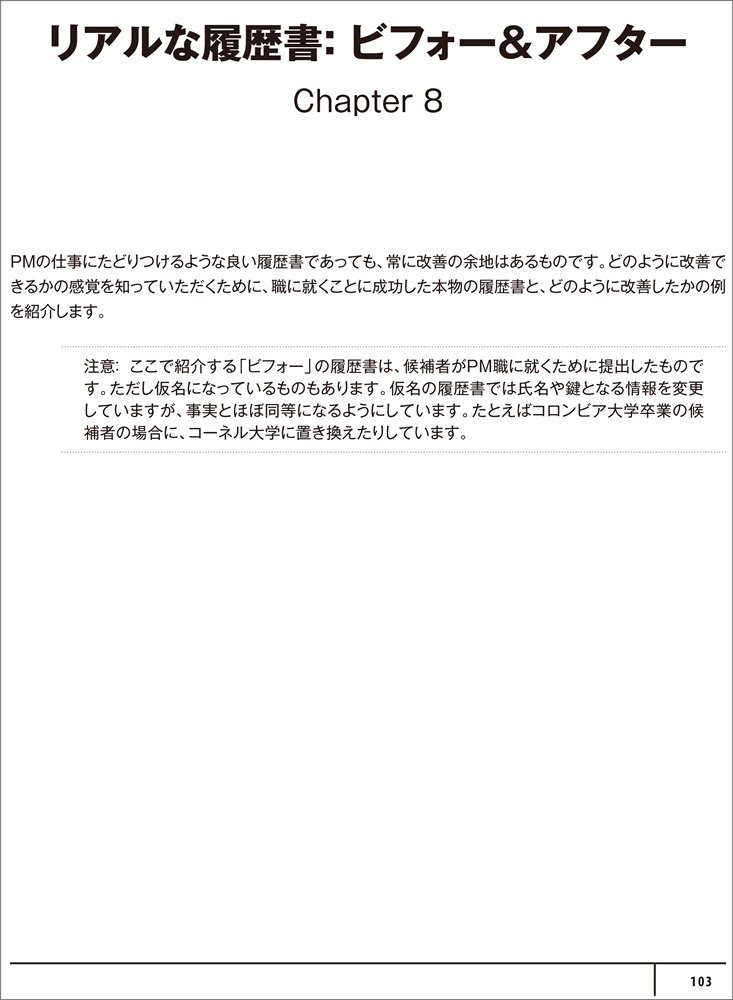 リアルな履歴書: ビフォー&アフター
Chapter 8
PMの仕事にたどりつけるような良い履歴書であっても、常に改善の余地はあるものです。どのように改善で
きるかの感覚を知っていただくために、職に就くことに成功した本物の履歴書と、どのように改善したかの例
を紹介します。
注意: ここで紹介する「ビフォー」の履歴書は、候補者がPM職に就くために提出したもので
す。ただし仮名になっているものもあります。仮名の履歴書では氏名や鍵となる情報を変更
していますが、事実とほぼ同等になるようにしています。たとえばコロンビア大学卒業の候
補者の場合に、コーネル大学に置き換えたりしています。
103